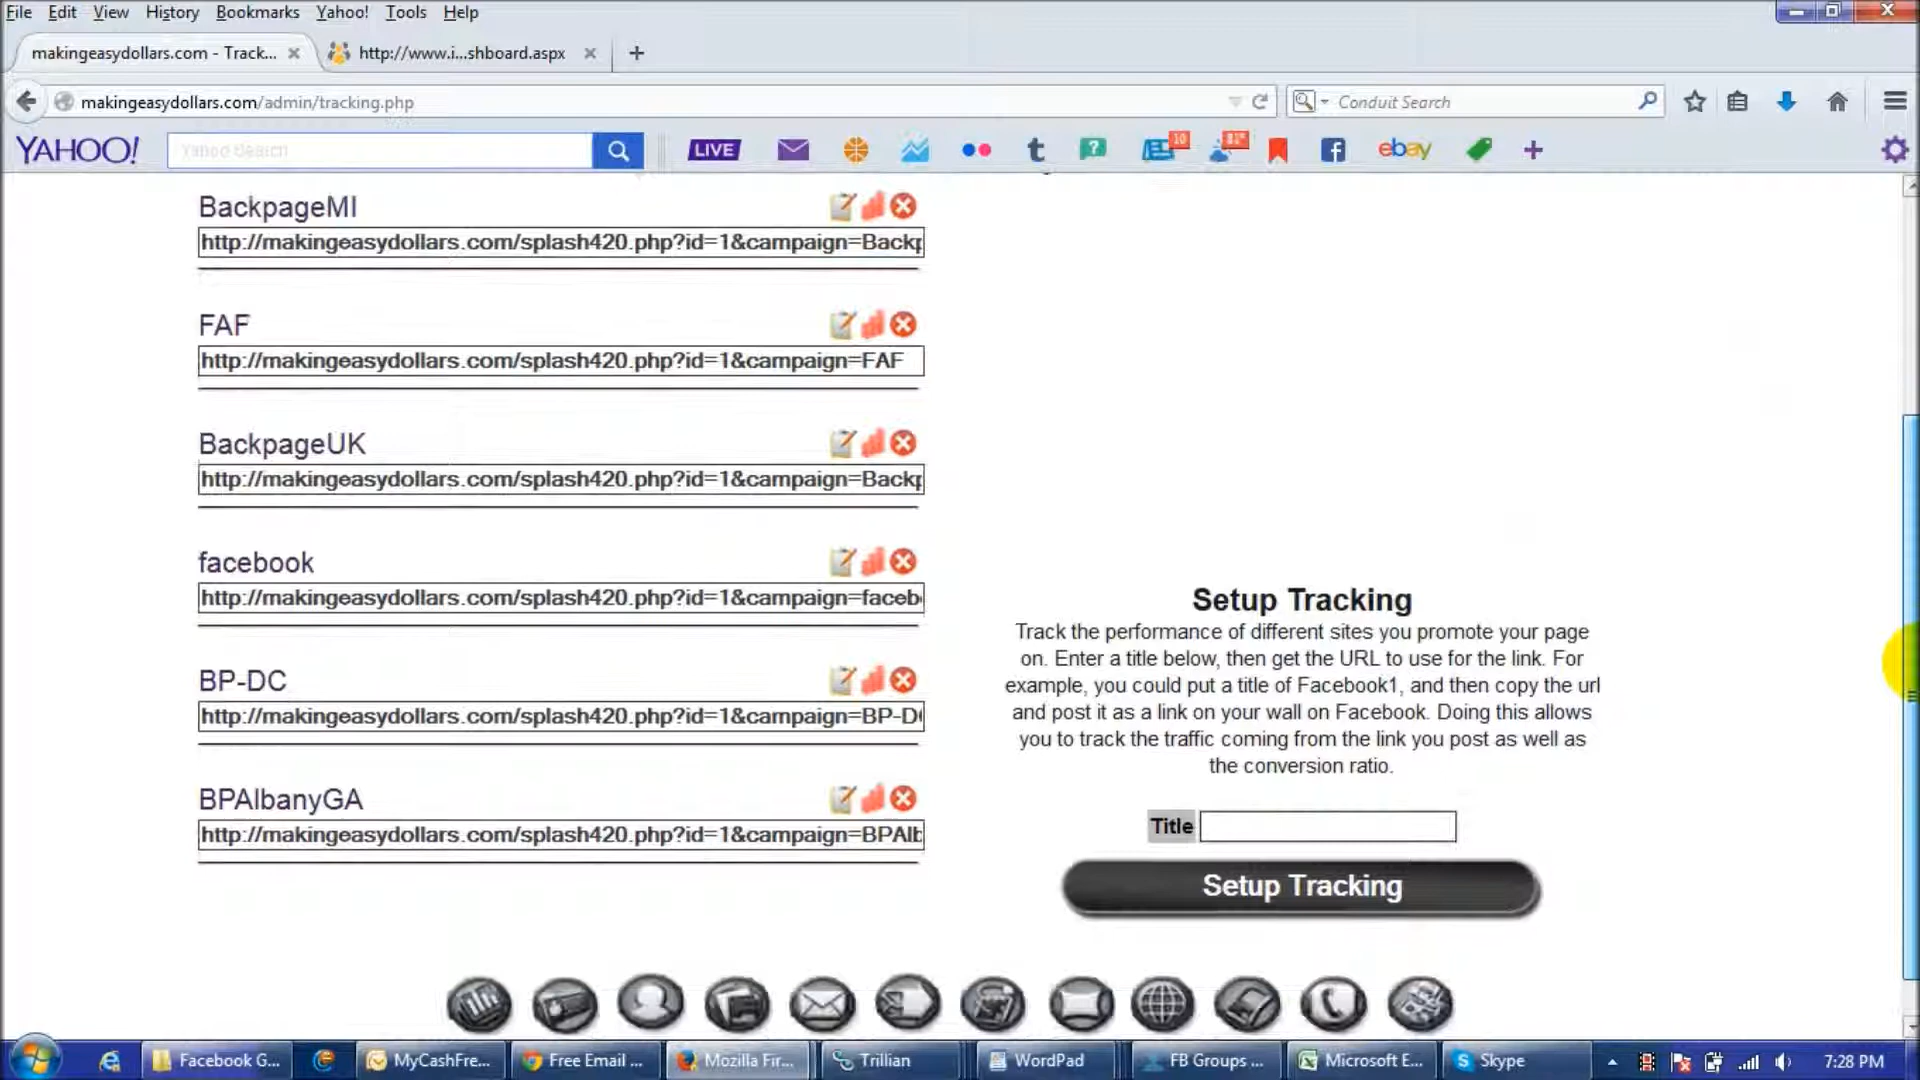 File Edit View History Bookmarks Yahoo! Tools Help
makingeasydollars.com - Track...
http://www.i...shboard.aspx
makingeasydollars.com/admin/tracking.php
Conduit Search
YAHOO!
Yahoo Search
LIVE
t
?
10
81°
f
ebay
BackpageMI
http://makingeasydollars.com/splash420.php?id=1&campaign=Backp
FAF
http://makingeasydollars.com/splash420.php?id=1&campaign=FAF
BackpageUK
http://makingeasydollars.com/splash420.php?id=1&campaign=Backp
facebook
http://makingeasydollars.com/splash420.php?id=1&campaign=faceb
BP-DC
http://makingeasydollars.com/splash420.php?id=1&campaign=BP-D
BPAlbanyGA
http://makingeasydollars.com/splash420.php?id=1&campaign=BPAlb
Setup Tracking
Track the performance of different sites you promote your page
on. Enter a title below, then get the URL to use for the link. For
example, you could put a title of Facebook1, and then copy the url
and post it as a link on your wall on Facebook. Doing this allows
you to track the traffic coming from the link you post as well as
the conversion ratio.
Title
Setup Tracking
Facebook G...
MyCashFre...
Free Email ...
Mozilla Fir...
Trillian
WordPad
FB Groups ...
Microsoft E...
Skype
7:28 PM